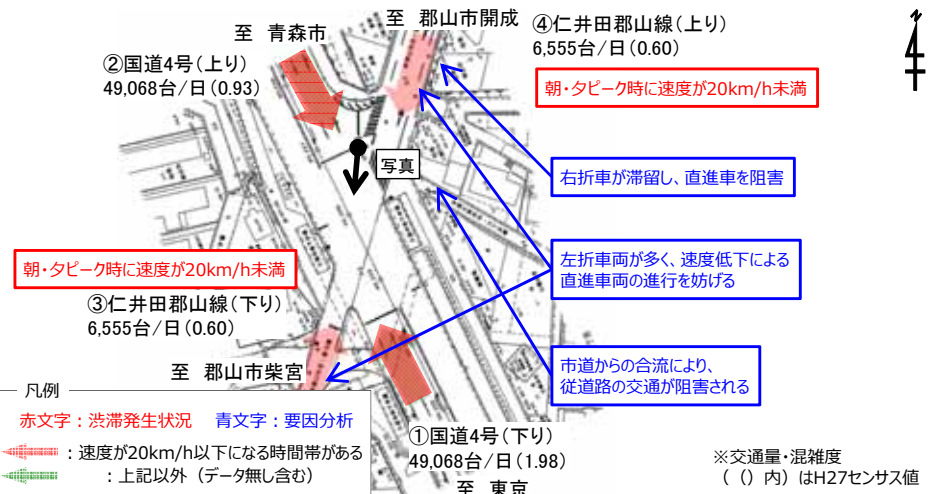 至 青森市
至 郡山市開成
④仁井田郡山線(上り)
6,555台/日(0.60)
②国道4号(上り)
49,068台/日(0.93)
朝・夕ピーク時に速度が20km/h未満
写真
右折車が滞留し、直進車を阻害
左折車両が多く、速度低下による
直進車両の進行を妨げる
朝・夕ピーク時に速度が20km/h未満
③仁井田郡山線(下り)
6,555台/日(0.60)
市道からの合流により、
従道路の交通が阻害される
至 郡山市柴宮
凡例
赤文字:渋滞発生状況 青文字:要因分析
:速度が20km/h以下になる時間帯がある
:上記以外(データ無し含む)
①国道4号(下り)
49,068台/日(1.98)
至 東京
※交通量・混雑度
(()内)はH27センサス値